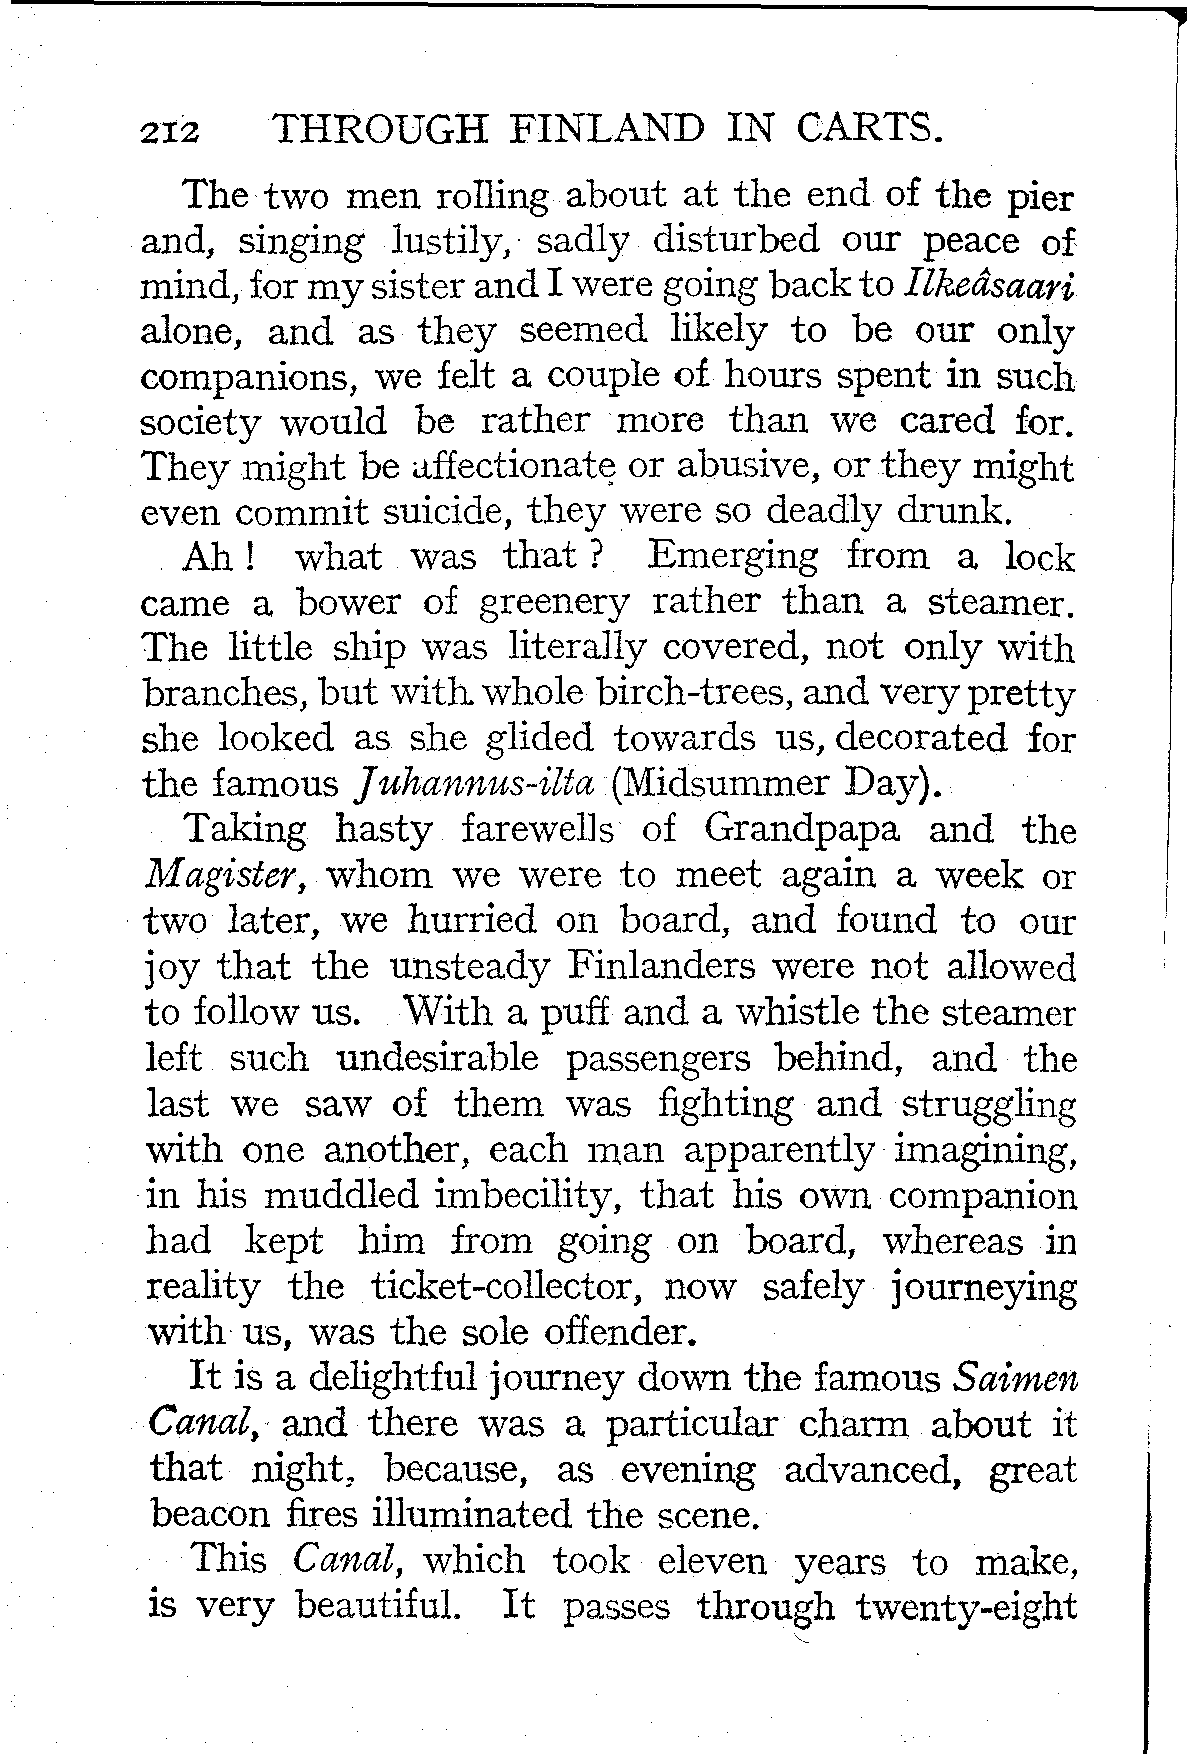 212 THROUGH FINLAND IN CARTS.
The two men rolling about at the end of the pier
and, singing lustily, sadly disturbed our peace of
mind, for my sister and I were going back to Ilkeâsaari
alone, and as they seemed likely to be our only
companions, we felt a couple of hours spent in such
society would be rather more than we cared for.
They might be affectionate or abusive, or they might
even commit suicide, they were so deadly drunk.
Ah ! what was that ? Emerging from a lock
came a bower of greenery rather than a steamer.
The little ship was literally covered, not only with
branches, but with whole birch-trees, and very pretty
she looked as she glided towards us, decorated for
the famous Juhannus-ilta (Midsummer Day).
Taking hasty farewells of Grandpapa and the
Magister, whom we were to meet again a week or
two later, we hurried on board, and found to our
joy that the unsteady Finlanders were not allowed
to follow us. With a puff and a whistle the steamer
left such undesirable passengers behind, and the
last we saw of them was fighting and struggling
with one another, each man apparently imagining,
in his muddled imbecility, that his own companion
had kept him from going on board, whereas in
reality the ticket-collector, now safely journeying
with us, was the sole offender.
It is a delightful journey down the famous Saimen
Canal, and there was a particular charm about it
that night, because, as evening advanced, great
beacon fires illuminated the scene.
This Canal, which took eleven years to make,
is very beautiful. It passes through twenty-eight